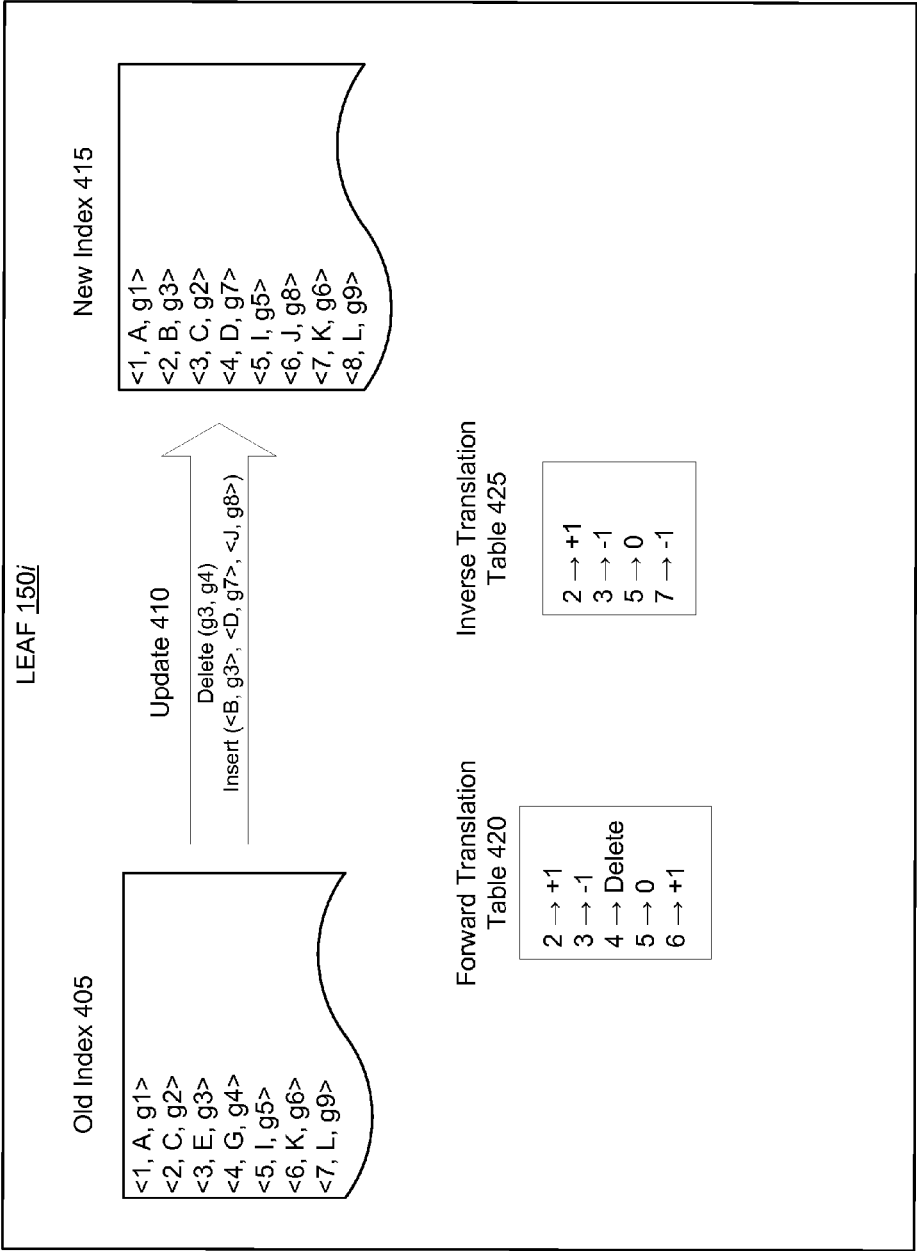 LEAF 150i
Old Index 405
<1, A, g1>
<2, C, g2>
<3, E, g3>
<4, G, g4>
<5, I, g5>
<6, K, g6>
<7, L, g9>
Update 410
Delete (g3, g4)
Insert (<B, g3>, <D, g7>, <J, g8>)
New Index 415
<1, A, g1>
<2, B, g3>
<3, C, g2>
<4, D, g7>
<5, I, g5>
<6, J, g8>
<7, K, g6>
<8, L, g9>
Forward Translation
Table 420
2 → +1
3 → -1
4 → Delete
5 → 0
6 → +1
Inverse Translation
Table 425
2 → +1
3 → -1
5 → 0
7 → -1